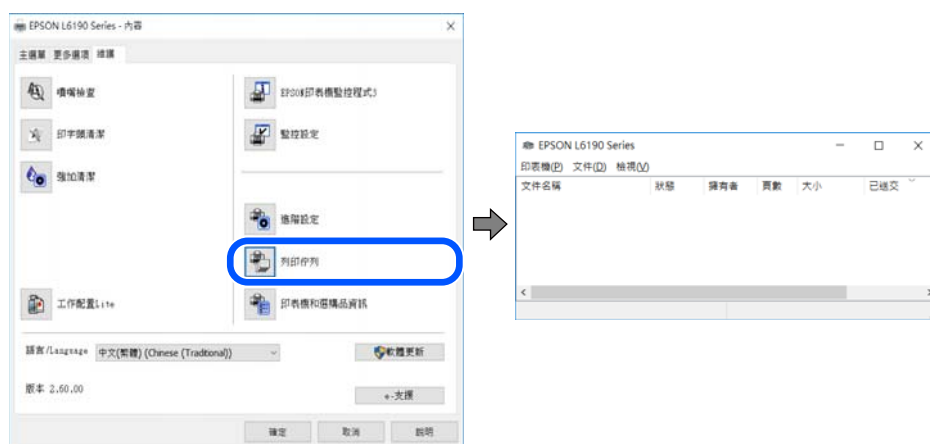 EPSON L6190 Series - 內容
主選單 更多選項 維護
噴嘴檢查
印字頭清潔
強加清潔
工作配置Lite
EPSON印表機監控程式3
監控設定
進階設定
列印佇列
印表機和選購品資訊
語言/Language 中文(繁體) (Chinese (Traditional))
軟體更新
版本 2.60.00
e-支援
確定 取消 說明
EPSON L6190 Series
印表機(P) 文件(D) 檢視(V)
文件名稱 狀態 擁有者 頁數 大小 已送交